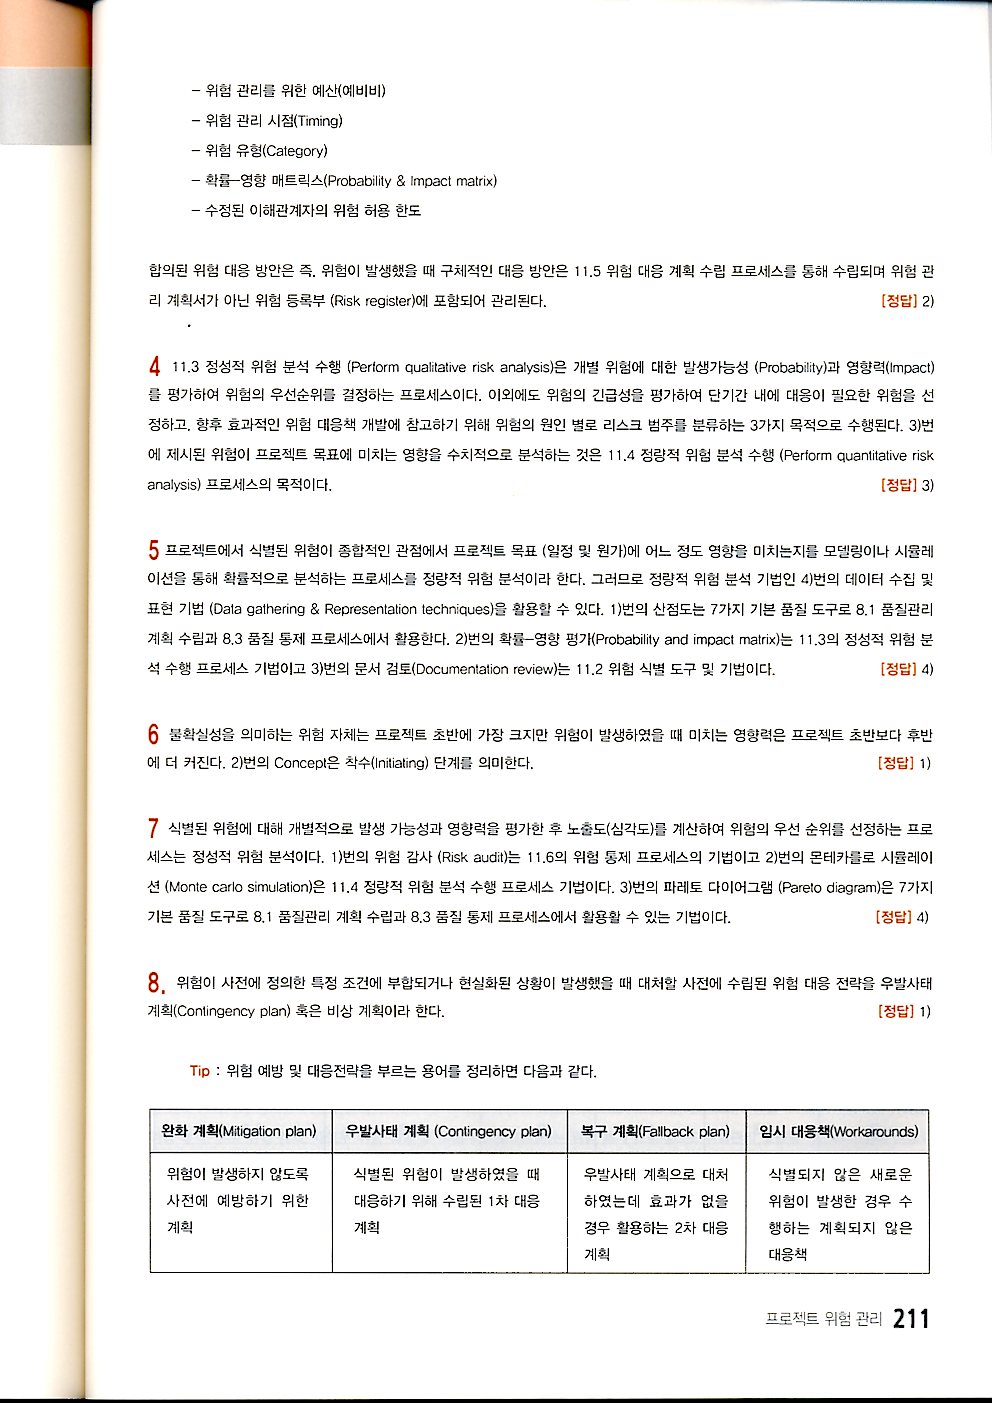 – 위험 관리를 위한 예산(예비비)
– 위험 관리 시점(Timing)
– 위험 유형(Category)
– 확률–영향 매트릭스(Probability & Impact matrix)
– 수정된 이해관계자의 위험 허용 한도
합의된 위험 대응 방안은 즉, 위험이 발생했을 때 구체적인 대응 방안은 11.5 위험 대응 계획 수립 프로세스를 통해 수립되며 위험 관
리 계획서가 아닌 위험 등록부 (Risk register)에 포함되어 관리된다. [정답] 2)
4 11.3 정성적 위험 분석 수행 (Perform qualitative risk analysis)은 개별 위험에 대한 발생가능성 (Probability)과 영향력(Impact)
를 평가하여 위험의 우선순위를 결정하는 프로세스이다. 이외에도 위험의 긴급성을 평가하여 단기간 내에 대응이 필요한 위험을 선
정하고, 향후 효과적인 위험 대응책 개발에 참고하기 위해 위험의 원인 별로 리스크 범주를 분류하는 3가지 목적으로 수행된다. 3)번
에 제시된 위험이 프로젝트 목표에 미치는 영향을 수치적으로 분석하는 것은 11.4 정량적 위험 분석 수행 (Perform quantitative risk
analysis) 프로세스의 목적이다. [정답] 3)
5 프로젝트에서 식별된 위험이 종합적인 관점에서 프로젝트 목표 (일정 및 원가)에 어느 정도 영향을 미치는지를 모델링이나 시뮬레
이션을 통해 확률적으로 분석하는 프로세스를 정량적 위험 분석이라 한다. 그러므로 정량적 위험 분석 기법인 4)번의 데이터 수집 및
표현 기법 (Data gathering & Representation techniques)을 활용할 수 있다. 1)번의 산점도는 7가지 기본 품질 도구로 8.1 품질관리
계획 수립과 8.3 품질 통제 프로세스에서 활용한다. 2)번의 확률–영향 평가(Probability and impact matrix)는 11.3의 정성적 위험 분
석 수행 프로세스 기법이고 3)번의 문서 검토(Documentation review)는 11.2 위험 식별 도구 및 기법이다. [정답] 4)
6 불확실성을 의미하는 위험 자체는 프로젝트 초반에 가장 크지만 위험이 발생하였을 때 미치는 영향력은 프로젝트 초반보다 후반
에 더 커진다. 2)번의 Concept은 착수(Initiating) 단계를 의미한다. [정답] 1)
7 식별된 위험에 대해 개별적으로 발생 가능성과 영향력을 평가한 후 노출도(심각도)를 계산하여 위험의 우선 순위를 선정하는 프로
세스는 정성적 위험 분석이다. 1)번의 위험 감사 (Risk audit)는 11.6의 위험 통제 프로세스의 기법이고 2)번의 몬테카를로 시뮬레이
션 (Monte carlo simulation)은 11.4 정량적 위험 분석 수행 프로세스 기법이다. 3)번의 파레토 다이어그램 (Pareto diagram)은 7가지
기본 품질 도구로 8.1 품질관리 계획 수립과 8.3 품질 통제 프로세스에서 활용할 수 있는 기법이다. [정답] 4)
8. 위험이 사전에 정의한 특정 조건에 부합되거나 현실화된 상황이 발생했을 때 대처할 사전에 수립된 위험 대응 전략을 우발사태
계획(Contingency plan) 혹은 비상 계획이라 한다. [정답] 1)
Tip : 위험 예방 및 대응전략을 부르는 용어를 정리하면 다음과 같다.
완화 계획(Mitigation plan)
우발사태 계획 (Contingency plan)
복구 계획(Fallback plan)
임시 대응책(Workarounds)
위험이 발생하지 않도록
사전에 예방하기 위한
계획
식별된 위험이 발생하였을 때
대응하기 위해 수립된 1차 대응
계획
우발사태 계획으로 대처
하였는데 효과가 없을
경우 활용하는 2차 대응
계획
식별되지 않은 새로운
위험이 발생한 경우 수
행하는 계획되지 않은
대응책
프로젝트 위험 관리 211